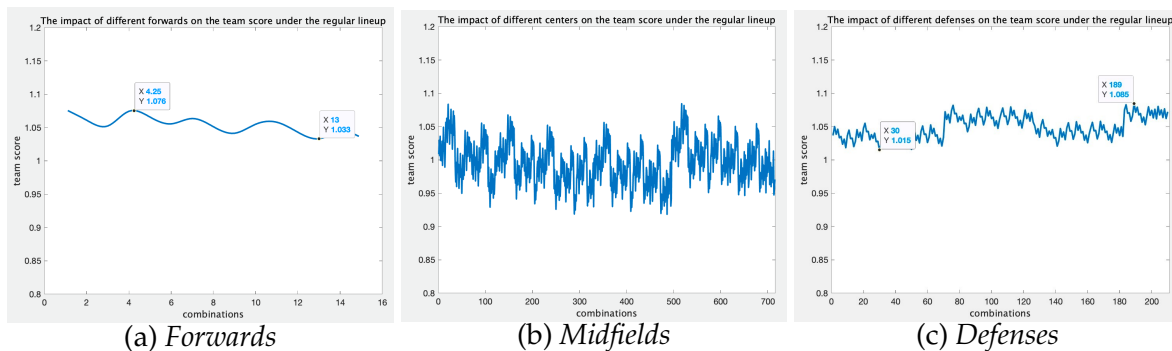 The impact of different forwards on the team score under the regular lineup
1.2
1.15
1.1
1.05
1
0.95
0.9
0.85
0.8
team score
X 4.25
Y 1.076
X 13
Y 1.033
0 2 4 6 8 10 12 14 16
combinations
(a) Forwards
The impact of different centers on the team score under the regular lineup
1.2
1.15
1.1
1.05
1
0.95
0.9
0.85
0.8
team score
0 100 200 300 400 500 600 700
combinations
(b) Midfields
The impact of different defenses on the team score under the regular lineup
1.2
1.15
1.1
1.05
1
0.95
0.9
0.85
0.8
team score
X 189
Y 1.085
X 30
Y 1.015
0 20 40 60 80 100 120 140 160 180 200
combinations
(c) Defenses